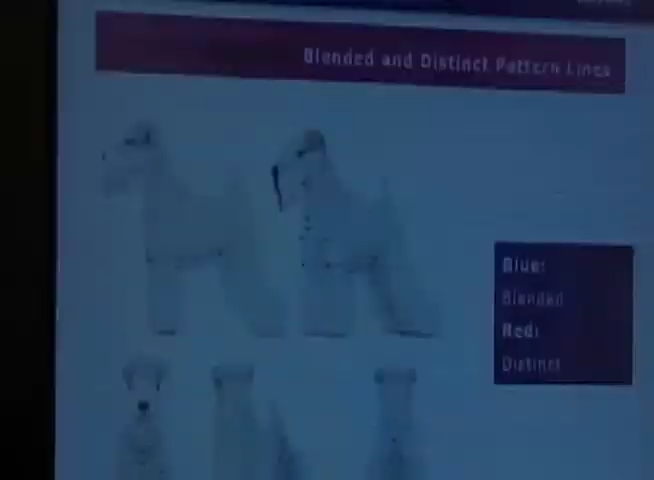 Blended and Distinct Pattern Lines
Blue:
Blended
Red:
Distinct